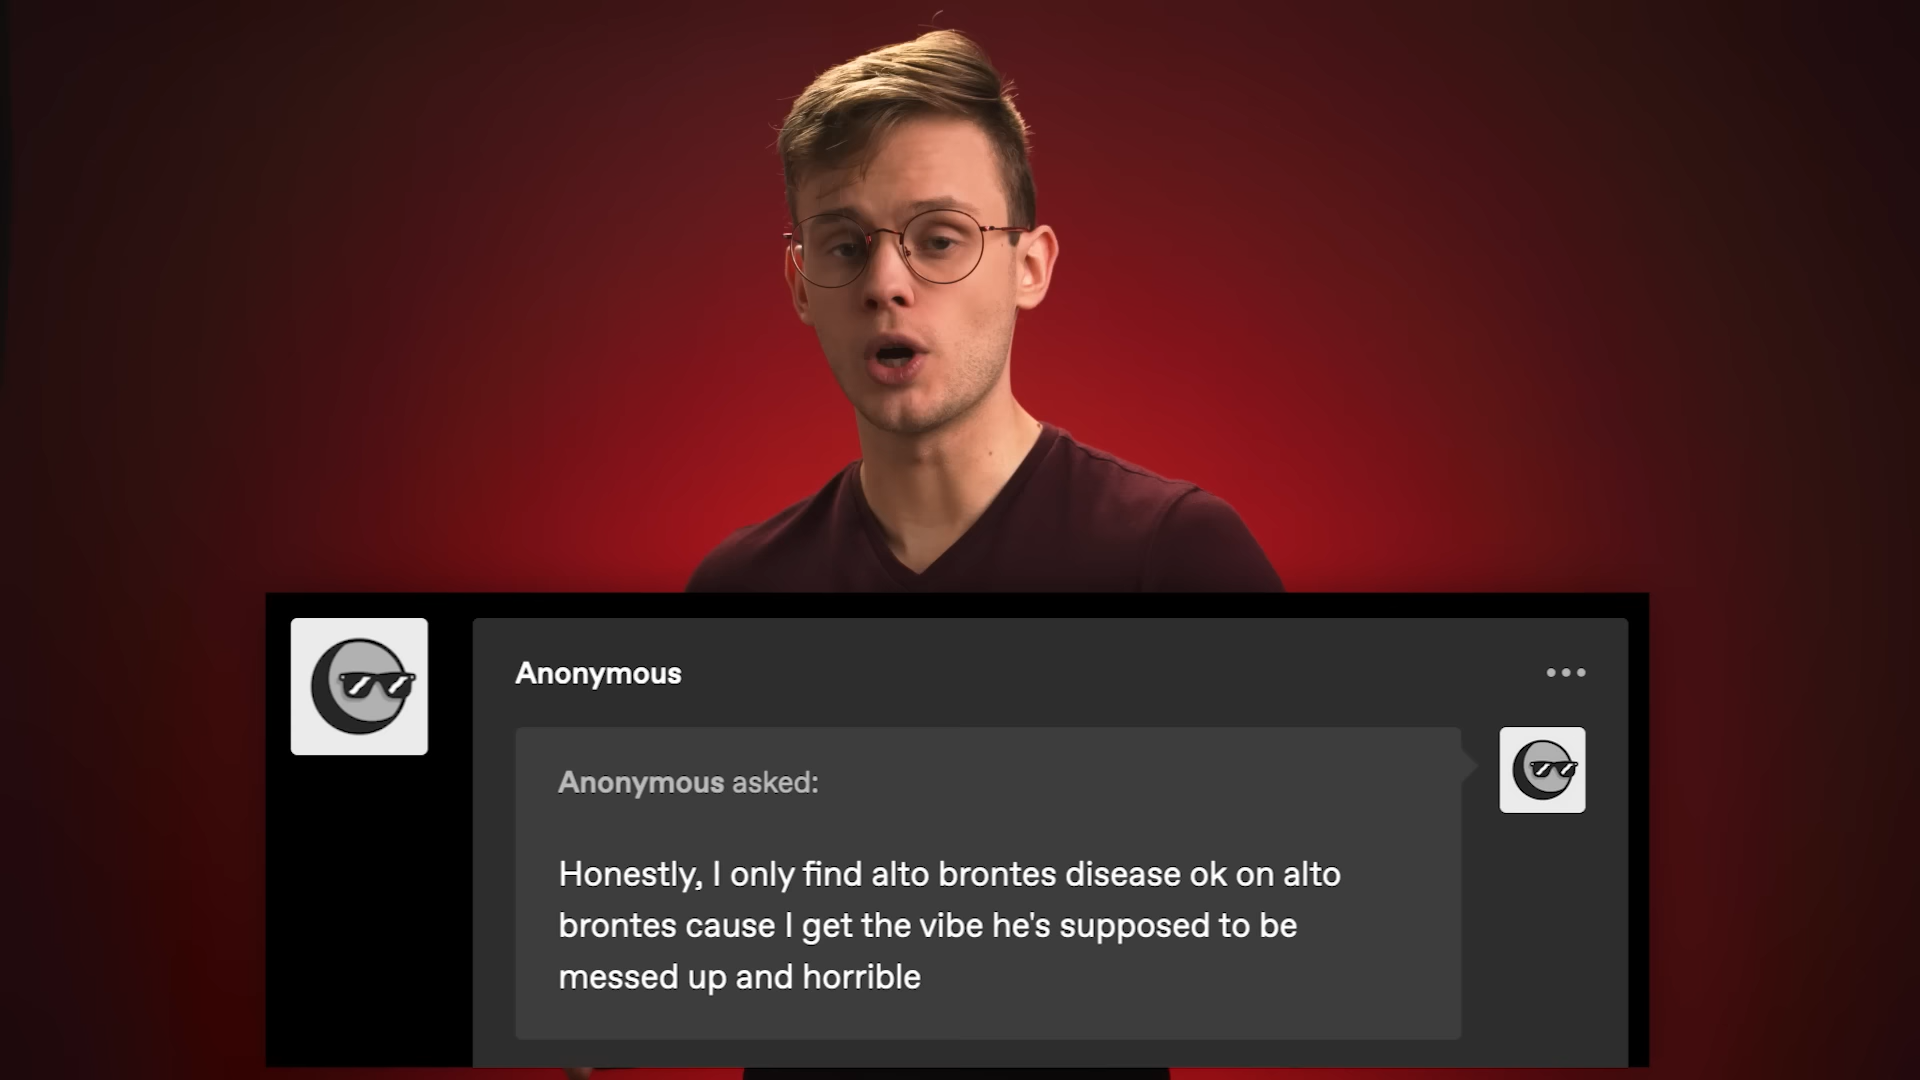 Anonymous
Anonymous asked:
Honestly, I only find alto brontes disease ok on alto
brontes cause I get the vibe he's supposed to be
messed up and horrible